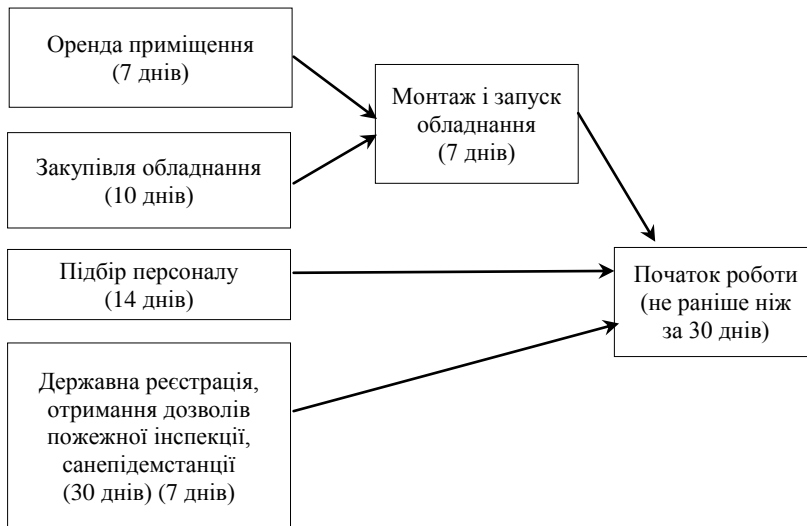 Оренда приміщення
(7 днів)
Закупівля обладнання
(10 днів)
Підбір персоналу
(14 днів)
Державна реєстрація,
отримання дозволів
пожежної інспекції,
санепідемстанції
(30 днів) (7 днів)
Монтаж і запуск
обладнання
(7 днів)
Початок роботи
(не раніше ніж
за 30 днів)